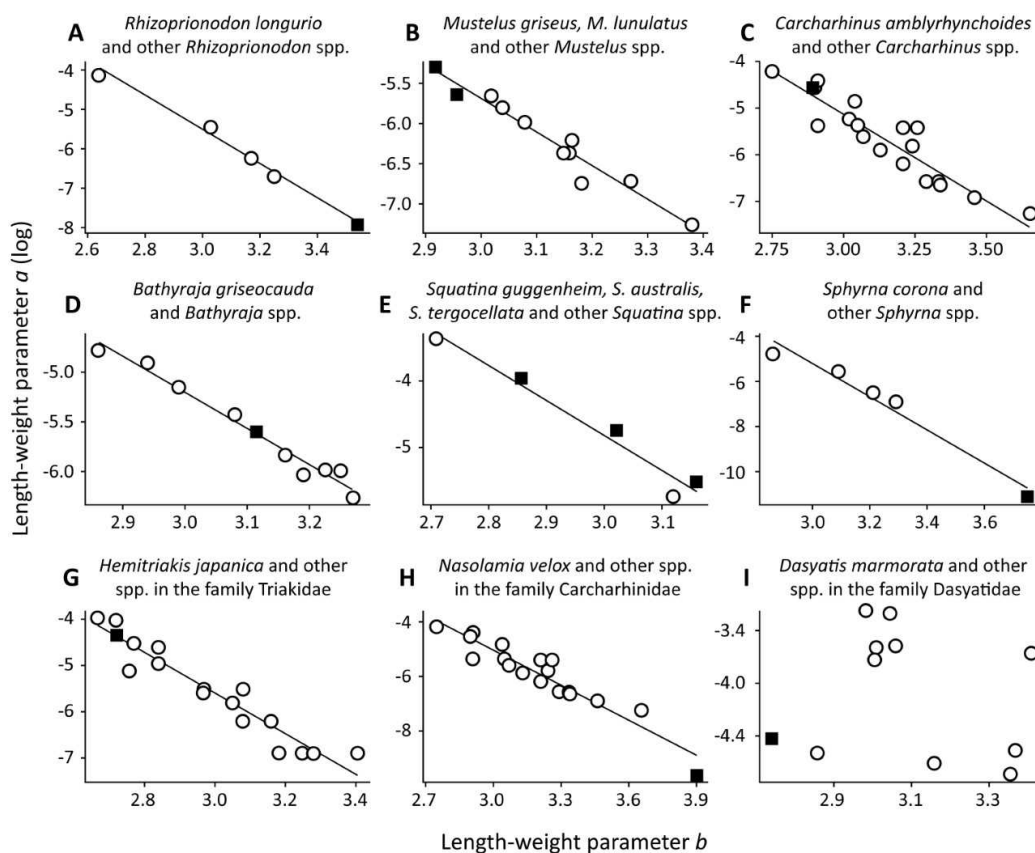 A
Rhizoprionodon longurio
and other Rhizoprionodon spp.
-4
-5
-6
-7
-8
2.6
3.0
3.4
B
Mustelus griseus, M. lunulatus
and other Mustelus spp.
-5.5
-6.0
-6.5
-7.0
2.9
3.0
3.1
3.2
3.3
3.4
C
Carcharhinus amblyrhynchoides
and other Carcharhinus spp.
-4
-5
-6
-7
2.75
3.00
3.25
3.50
Length-weight parameter a (log)
D
Bathyraja griseocauda
and Bathyraja spp.
-5.0
-5.5
-6.0
2.9
3.0
3.1
3.2
E
Squatina guggenheim, S. australis,
S. tergocellata and other Squatina spp.
-4
-5
2.7
2.8
2.9
3.0
3.1
F
Sphyrna corona and
other Sphyrna spp.
-4
-6
-8
-10
3.0
3.2
3.4
3.6
G
Hemitriakis japanica and other
spp. in the family Triakidae
-4
-5
-6
-7
2.8
3.0
3.2
3.4
H
Nasolamia velox and other spp.
in the family Carcharhinidae
-4
-6
-8
2.7
3.0
3.3
3.6
3.9
I
Dasyatis marmorata and other
spp. in the family Dasyatidae
-3.4
-4.0
-4.4
2.9
3.1
3.3
Length-weight parameter b